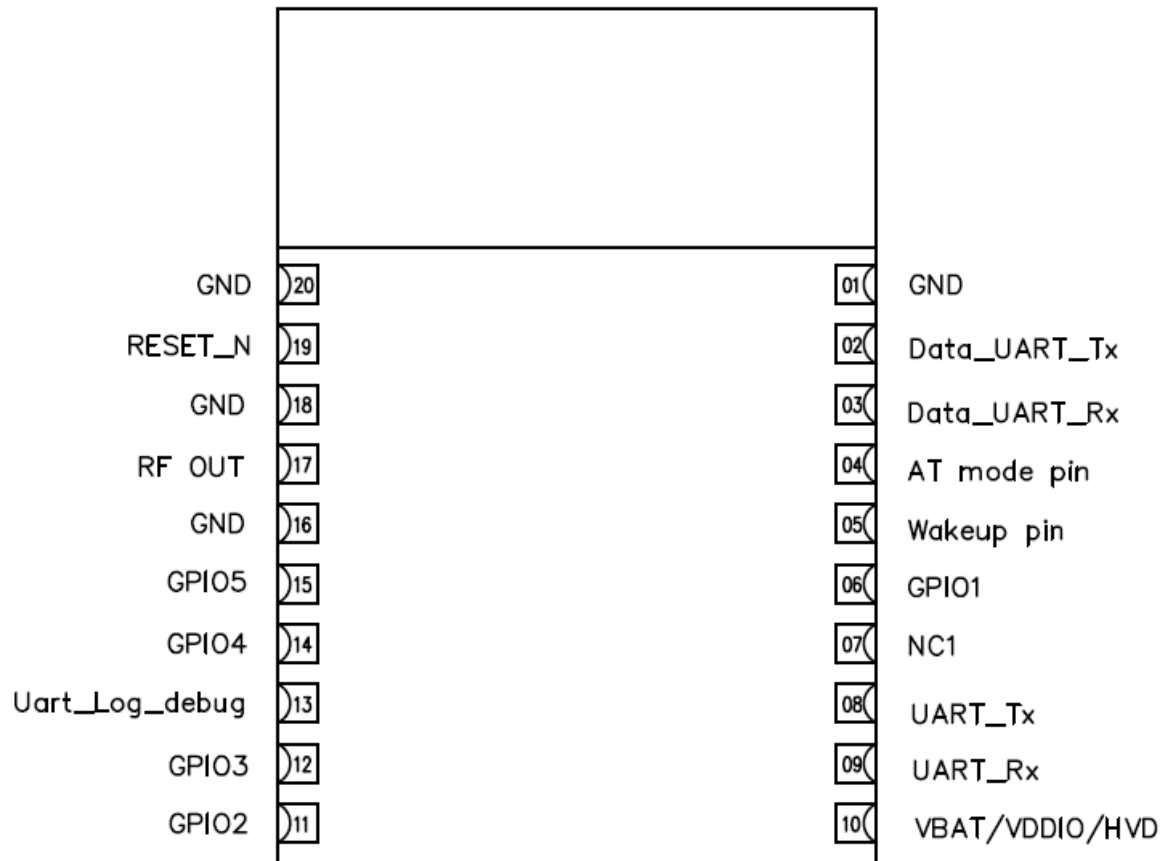 GND 20 01 GND
RESET_N 19 02 Data_UART_Tx
GND 18 03 Data_UART_Rx
RF OUT 17 04 AT mode pin
GND 16 05 Wakeup pin
GPIO5 15 06 GPIO1
GPIO4 14 07 NC1
Uart_Log_debug 13 08 UART_Tx
GPIO3 12 09 UART_Rx
GPIO2 11 10 VBAT/VDDIO/HVD